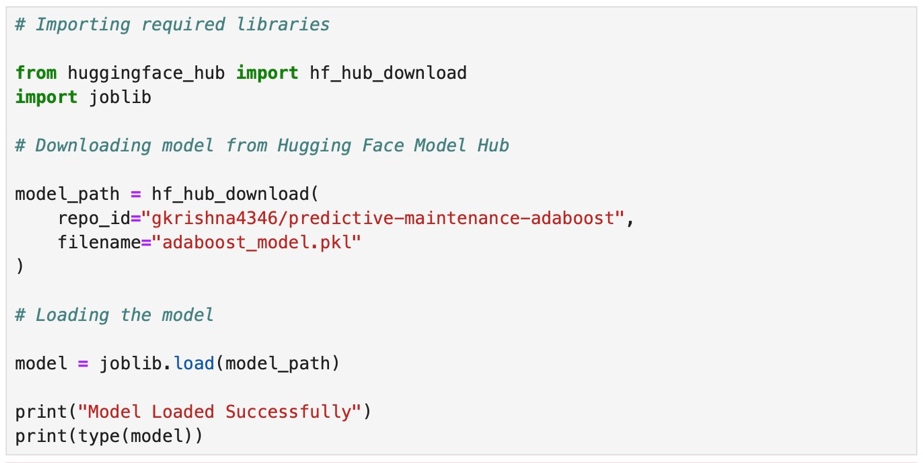 # Importing required libraries
from huggingface_hub import hf_hub_download
import joblib
# Downloading model from Hugging Face Model Hub
model_path = hf_hub_download(
    repo_id="gkrishna4346/predictive-maintenance-adaboost",
    filename="adaboost_model.pkl"
)
# Loading the model
model = joblib.load(model_path)
print("Model Loaded Successfully")
print(type(model))